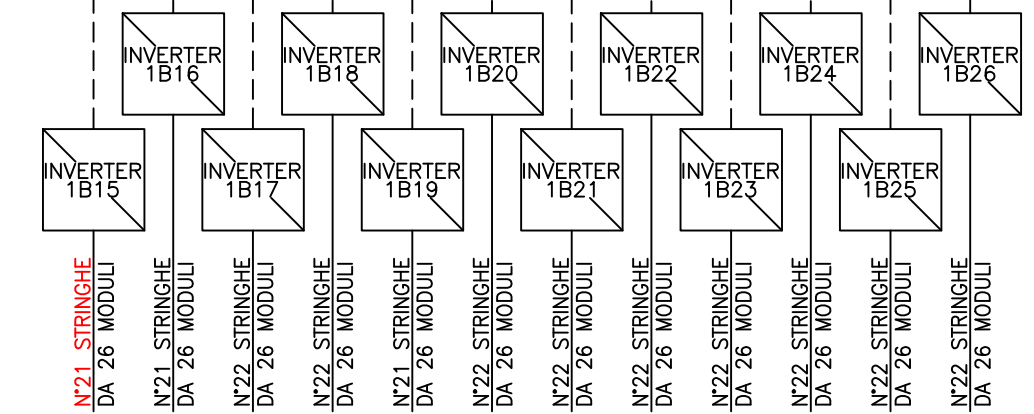 INVERTER
1B16
INVERTER
1B18
INVERTER
1B20
INVERTER
1B22
INVERTER
1B24
INVERTER
1B26
INVERTER
1B15
INVERTER
1B17
INVERTER
1B19
INVERTER
1B21
INVERTER
1B23
INVERTER
1B25
N°21 STRINGHE
DA 26 MODULI
N°21 STRINGHE
DA 26 MODULI
N°22 STRINGHE
DA 26 MODULI
N°22 STRINGHE
DA 26 MODULI
N°21 STRINGHE
DA 26 MODULI
N°22 STRINGHE
DA 26 MODULI
N°22 STRINGHE
DA 26 MODULI
N°22 STRINGHE
DA 26 MODULI
N°22 STRINGHE
DA 26 MODULI
N°22 STRINGHE
DA 26 MODULI
N°22 STRINGHE
DA 26 MODULI
N°22 STRINGHE
DA 26 MODULI